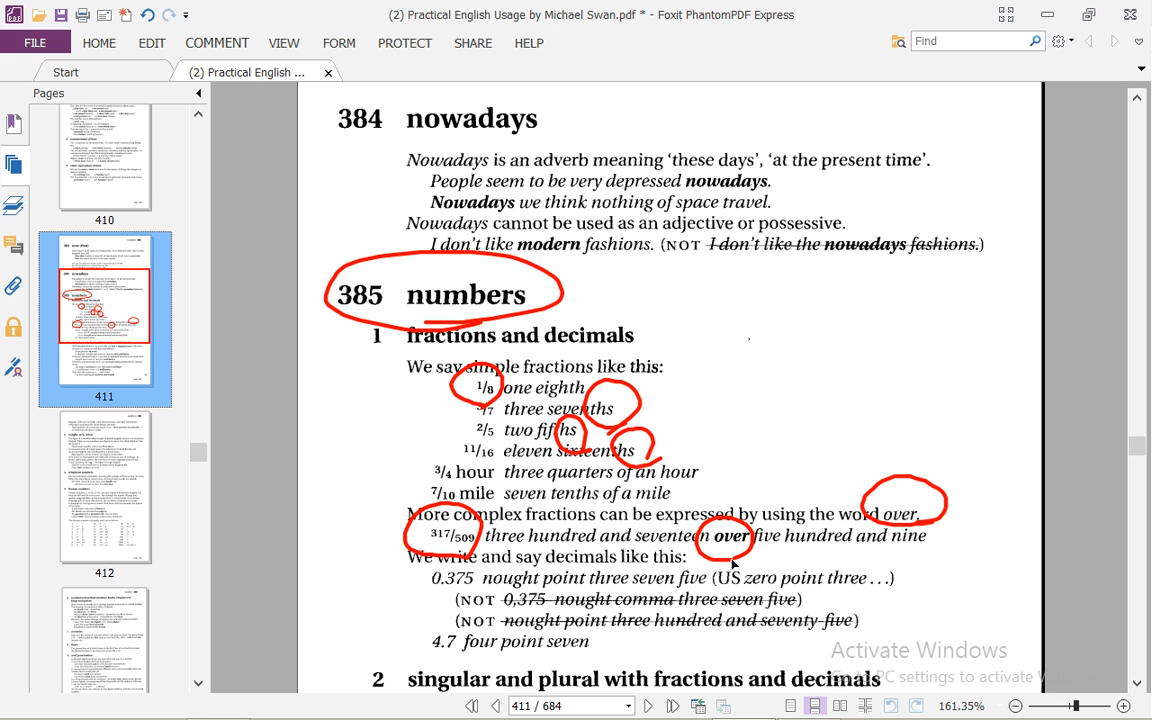 (2) Practical English Usage by Michael Swan.pdf * - Foxit PhantomPDF Express
FILE HOME EDIT COMMENT VIEW FORM PROTECT SHARE HELP
Find
Start
(2) Practical English ...
Pages
410
411
412
384 nowadays
Nowadays is an adverb meaning ‘these days’, ‘at the present time’.
People seem to be very depressed nowadays.
Nowadays we think nothing of space travel.
Nowadays cannot be used as an adjective or possessive.
I don't like modern fashions. (NOT I don't like the nowadays fashions.)
385 numbers
1 fractions and decimals
We say simple fractions like this:
1/8 one eighth
3/7 three sevenths
2/5 two fifths
11/16 eleven sixteenths
3/4 hour three quarters of an hour
7/10 mile seven tenths of a mile
More complex fractions can be expressed by using the word over.
317/509 three hundred and seventeen over five hundred and nine
We write and say decimals like this:
0.375 nought point three seven five (US zero point three . . .)
(NOT 0,375 nought comma three seven five)
(NOT nought point three hundred and seventy-five)
4.7 four point seven
2 singular and plural with fractions and decimals
Activate Windows
Go to PC settings to activate
411 / 684
161.35%